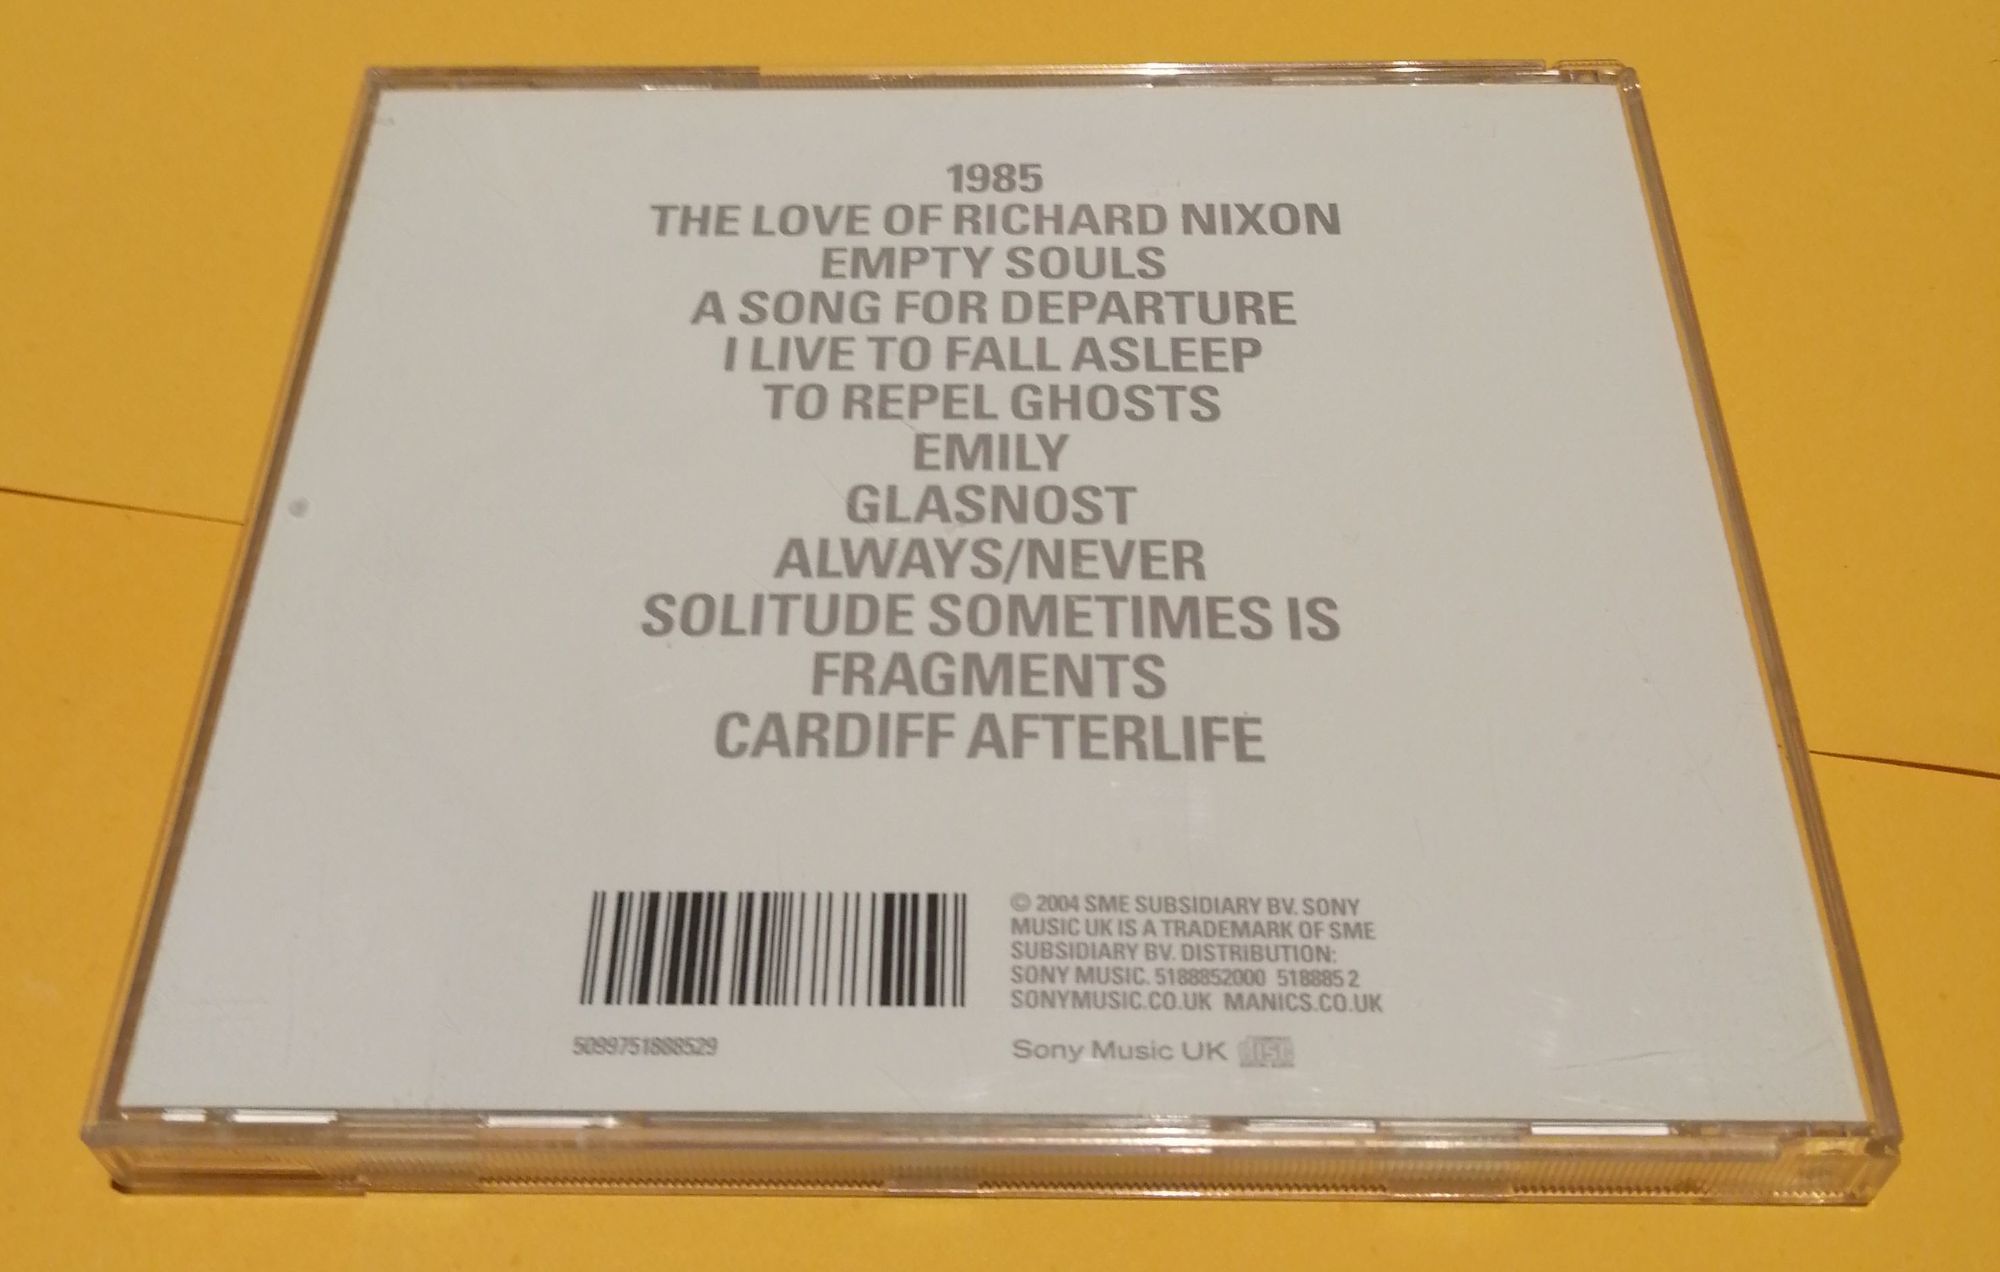 1985
THE LOVE OF RICHARD NIXON
EMPTY SOULS
A SONG FOR DEPARTURE
I LIVE TO FALL ASLEEP
TO REPEL GHOSTS
EMILY
GLASNOST
ALWAYS/NEVER
SOLITUDE SOMETIMES IS
FRAGMENTS
CARDIFF AFTERLIFE
© 2004 SME SUBSIDIARY BV. SONY
MUSIC UK IS A TRADEMARK OF SME
SUBSIDIARY BV. DISTRIBUTION:
SONY MUSIC. 5188852000 518885 2
SONYMUSIC.CO.UK MANICS.CO.UK
5099751888529
Sony Music UK disc